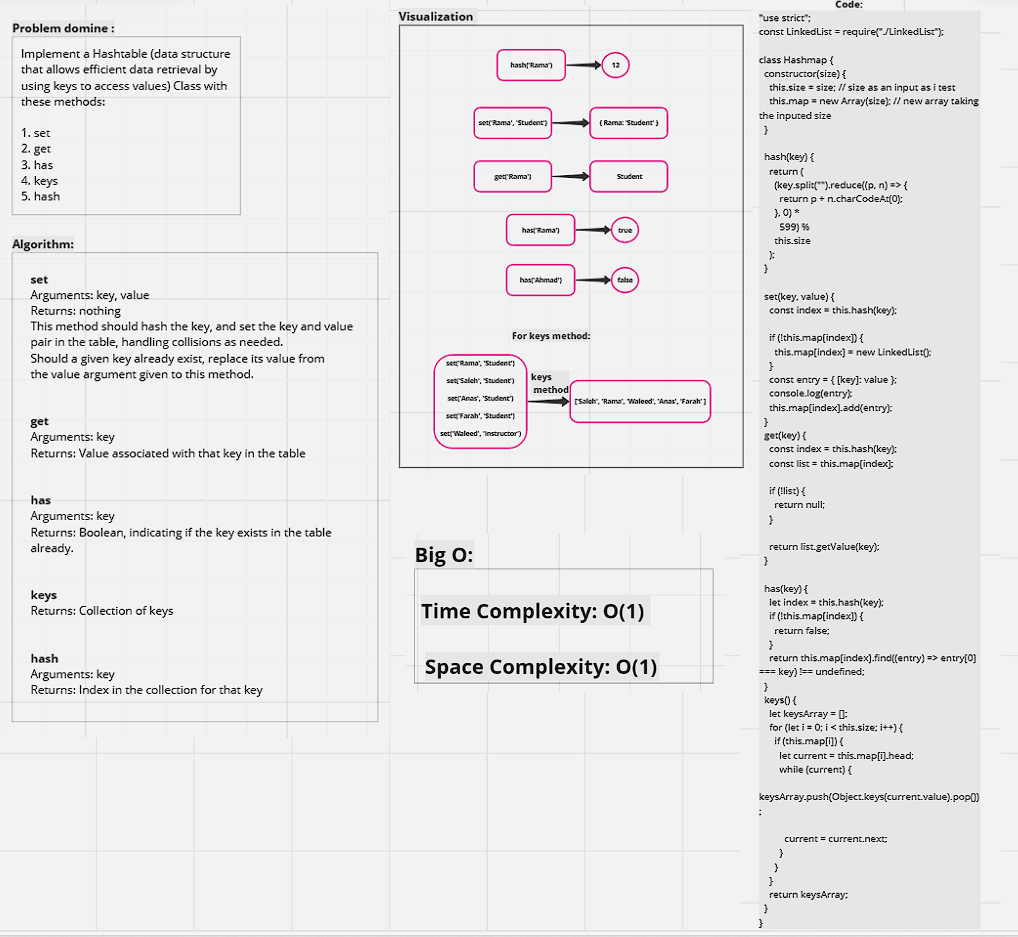 Problem domine :
Implement a Hashtable (data structure
that allows efficient data retrieval by
using keys to access values) Class with
these methods:
1. set
2. get
3. has
4. keys
5. hash
Algorithm:
set
Arguments: key, value
Returns: nothing
This method should hash the key, and set the key and value
pair in the table, handling collisions as needed.
Should a given key already exist, replace its value from
the value argument given to this method.
get
Arguments: key
Returns: Value associated with that key in the table
has
Arguments: key
Returns: Boolean, indicating if the key exists in the table
already.
keys
Returns: Collection of keys
hash
Arguments: key
Returns: Index in the collection for that key
Visualization
hash('Rama')
12
set('Rama', 'Student')
{ Rama: 'Student' }
get('Rama')
Student
has('Rama')
true
has('Ahmad')
false
For keys method:
set('Rama', 'Student')
set('Saleh', 'Student')
set('Anas', 'Student')
set('Farah', 'Student')
set('Waleed', 'Instructor')
keys
method
['Saleh', 'Rama', 'Waleed', 'Anas', 'Farah' ]
Big O:
Time Complexity: O(1)
Space Complexity: O(1)
Code:
"use strict";
const LinkedList = require("./LinkedList");
class Hashmap {
constructor(size) {
this.size = size; // size as an input as i test
this.map = new Array(size); // new array taking
the inputed size
}
hash(key) {
return (
(key.split("").reduce((p, n) => {
return p + n.charCodeAt(0);
}, 0) *
599) %
this.size
);
}
set(key, value) {
const index = this.hash(key);
if (!this.map[index]) {
this.map[index] = new LinkedList();
}
const entry = { [key]: value };
console.log(entry);
this.map[index].add(entry);
}
get(key) {
const index = this.hash(key);
const list = this.map[index];
if (!list) {
return null;
}
return list.getValue(key);
}
has(key) {
let index = this.hash(key);
if (!this.map[index]) {
return false;
}
return this.map[index].find((entry) => entry[0]
=== key) !== undefined;
}
keys() {
let keysArray = [];
for (let i = 0; i < this.size; i++) {
if (this.map[i]) {
let current = this.map[i].head;
while (current) {
keysArray.push(Object.keys(current.value).pop())
;
current = current.next;
}
}
}
return keysArray;
}
}